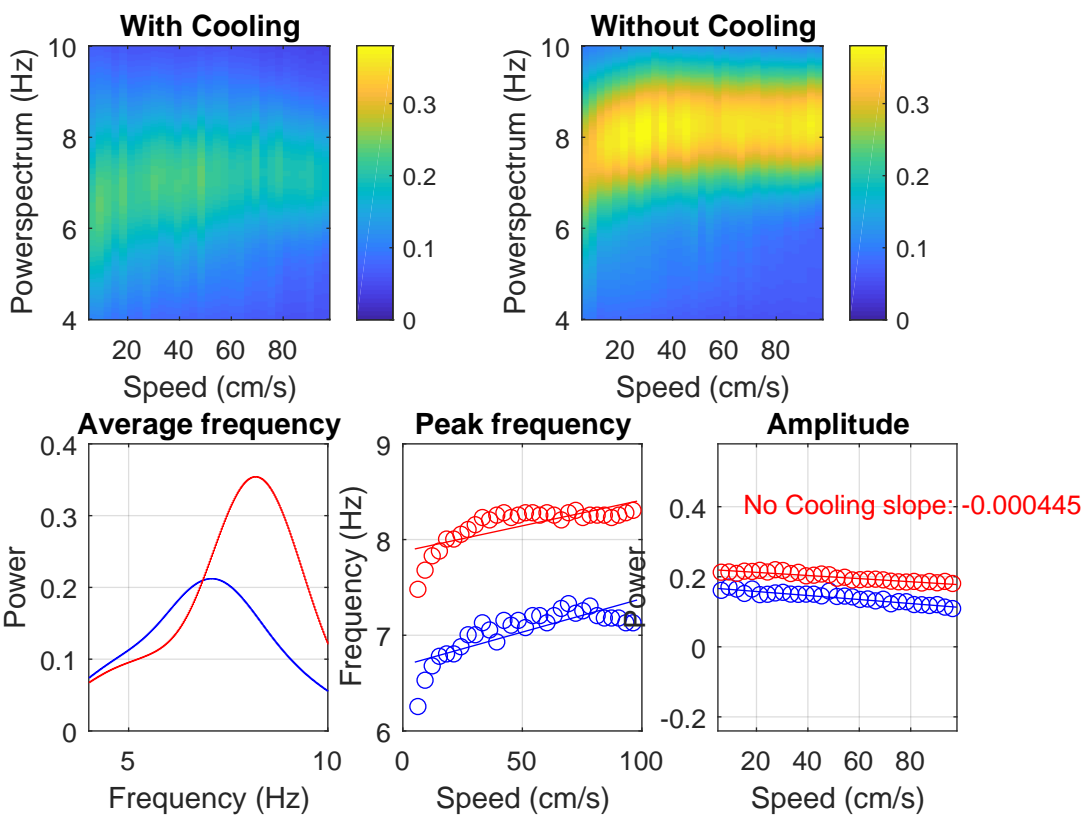 With Cooling
10
8
6
4
Powerspectrum (Hz)
20 40 60 80
Speed (cm/s)
0.3
0.2
0.1
0
Without Cooling
10
8
6
4
Powerspectrum (Hz)
20 40 60 80
Speed (cm/s)
0.3
0.2
0.1
0
Average frequency
0.4
0.3
0.2
0.1
0
Power
5 10
Frequency (Hz)
Peak frequency
9
8
7
6
Frequency (Hz)
0 50 100
Speed (cm/s)
Amplitude
No Cooling slope: -0.000445
0.4
0.2
0
-0.2
Power
20 40 60 80
Speed (cm/s)